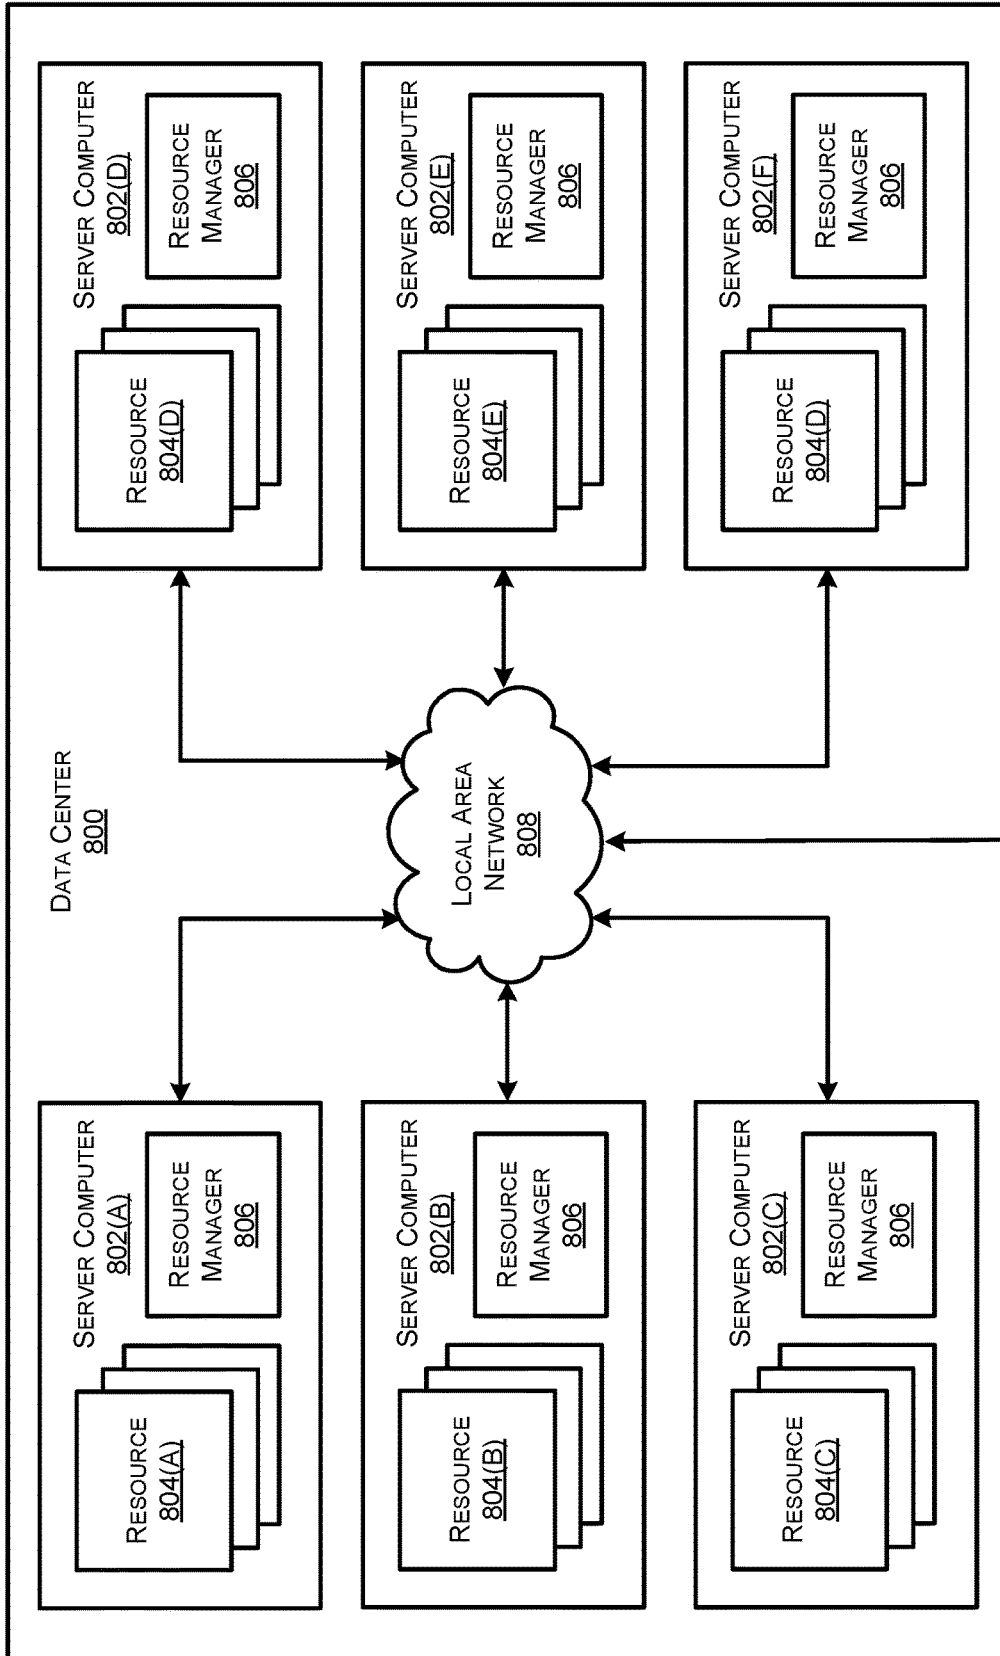 DATA CENTER
800
SERVER COMPUTER
802(A)
RESOURCE
804(A)
RESOURCE
MANAGER
806
SERVER COMPUTER
802(B)
RESOURCE
804(B)
RESOURCE
MANAGER
806
SERVER COMPUTER
802(C)
RESOURCE
804(C)
RESOURCE
MANAGER
806
LOCAL AREA
NETWORK
808
SERVER COMPUTER
802(D)
RESOURCE
804(D)
RESOURCE
MANAGER
806
SERVER COMPUTER
802(E)
RESOURCE
804(E)
RESOURCE
MANAGER
806
SERVER COMPUTER
802(F)
RESOURCE
804(D)
RESOURCE
MANAGER
806